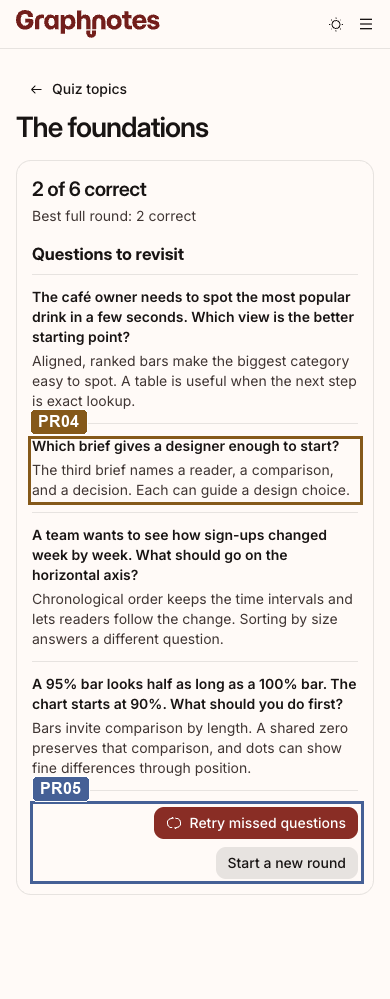 Graphnotes
← Quiz topics
The foundations
2 of 6 correct
Best full round: 2 correct
Questions to revisit
The café owner needs to spot the most popular
drink in a few seconds. Which view is the better
starting point?
Aligned, ranked bars make the biggest category
easy to spot. A table is useful when the next step
is exact lookup.
PR04
Which brief gives a designer enough to start?
The third brief names a reader, a comparison,
and a decision. Each can guide a design choice.
A team wants to see how sign-ups changed
week by week. What should go on the
horizontal axis?
Chronological order keeps the time intervals and
lets readers follow the change. Sorting by size
answers a different question.
A 95% bar looks half as long as a 100% bar. The
chart starts at 90%. What should you do first?
Bars invite comparison by length. A shared zero
preserves that comparison, and dots can show
fine differences through position.
PR05
Retry missed questions
Start a new round